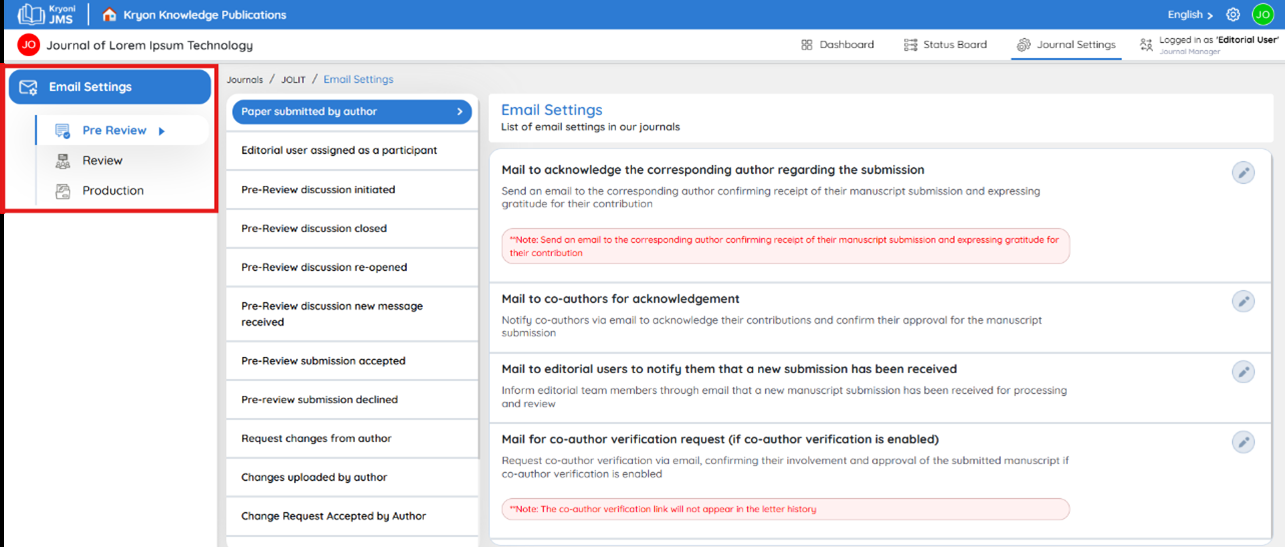 Kryoni
JMS
Kryon Knowledge Publications
English >
JO
JO
Journal of Lorem Ipsum Technology
Dashboard
Status Board
Journal Settings
Logged in as 'Editorial User'
Journal Manager
Email Settings
Pre Review
Review
Production
Journals / JOLIT / Email Settings
Paper submitted by author
Editorial user assigned as a participant
Pre-Review discussion initiated
Pre-Review discussion closed
Pre-Review discussion re-opened
Pre-Review discussion new message
received
Pre-Review submission accepted
Pre-review submission declined
Request changes from author
Changes uploaded by author
Change Request Accepted by Author
Email Settings
List of email settings in our journals
Mail to acknowledge the corresponding author regarding the submission
Send an email to the corresponding author confirming receipt of their manuscript submission and expressing
gratitude for their contribution
**Note: Send an email to the corresponding author confirming receipt of their manuscript submission and expressing gratitude for
their contribution
Mail to co-authors for acknowledgement
Notify co-authors via email to acknowledge their contributions and confirm their approval for the manuscript
submission
Mail to editorial users to notify them that a new submission has been received
Inform editorial team members through email that a new manuscript submission has been received for processing
and review
Mail for co-author verification request (if co-author verification is enabled)
Request co-author verification via email, confirming their involvement and approval of the submitted manuscript if
co-author verification is enabled
**Note: The co-author verification link will not appear in the letter history